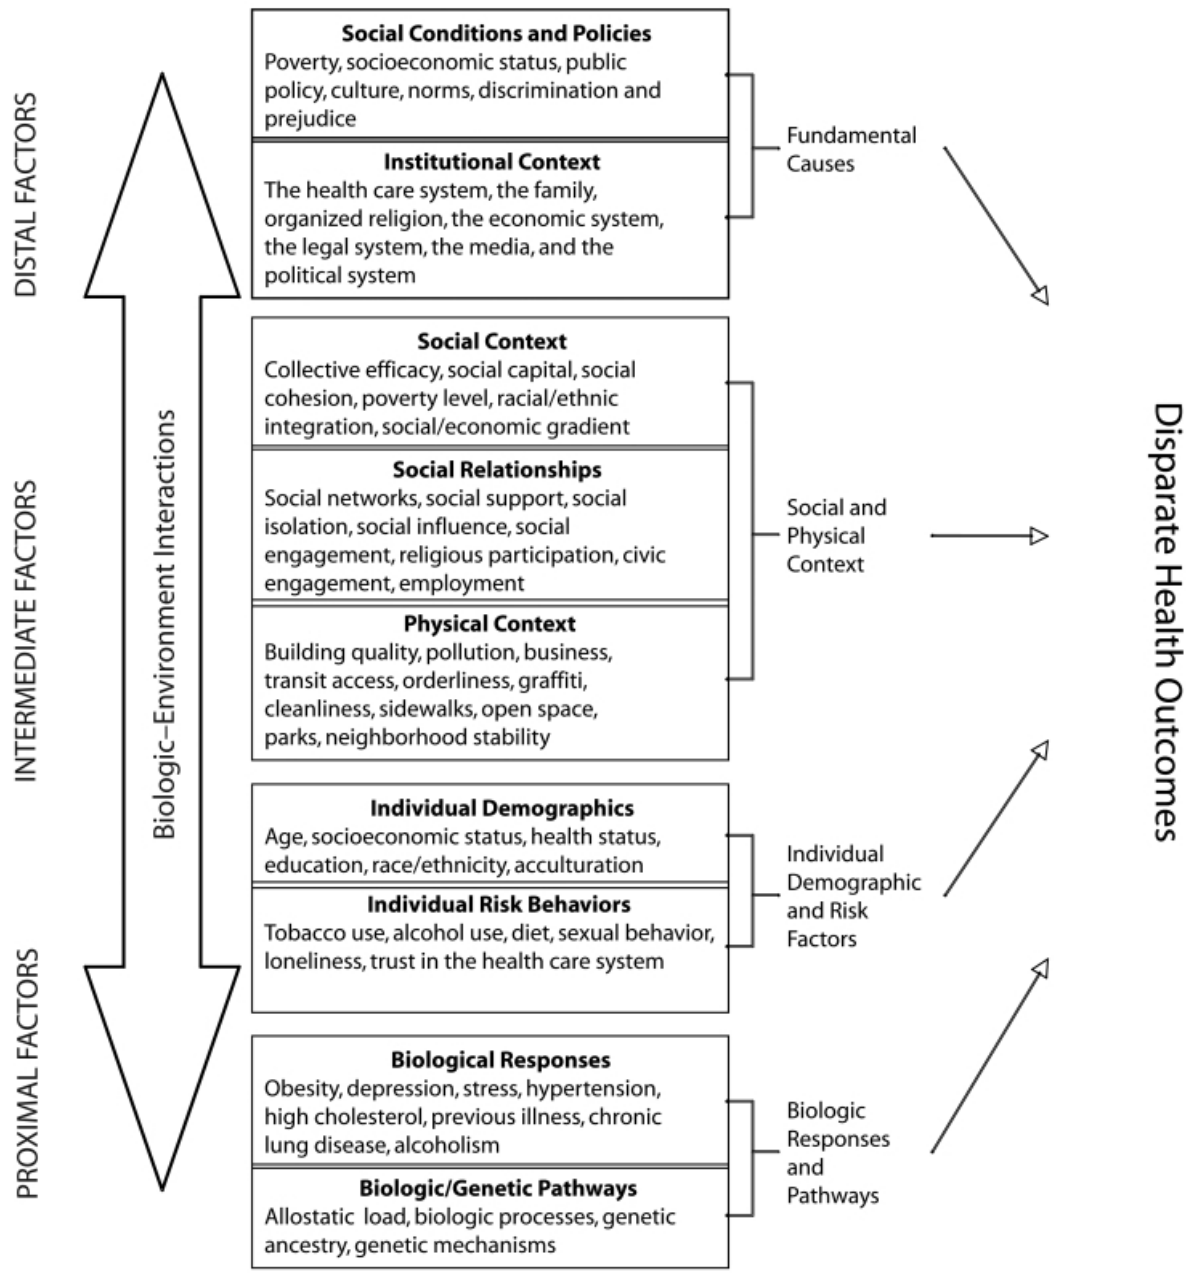 DISTAL FACTORS
INTERMEDIATE FACTORS
PROXIMAL FACTORS
Biologic–Environment Interactions
Social Conditions and Policies
Poverty, socioeconomic status, public
policy, culture, norms, discrimination and
prejudice
Institutional Context
The health care system, the family,
organized religion, the economic system,
the legal system, the media, and the
political system
Fundamental
Causes
Social Context
Collective efficacy, social capital, social
cohesion, poverty level, racial/ethnic
integration, social/economic gradient
Social Relationships
Social networks, social support, social
isolation, social influence, social
engagement, religious participation, civic
engagement, employment
Physical Context
Building quality, pollution, business,
transit access, orderliness, graffiti,
cleanliness, sidewalks, open space,
parks, neighborhood stability
Social and
Physical
Context
Individual Demographics
Age, socioeconomic status, health status,
education, race/ethnicity, acculturation
Individual Risk Behaviors
Tobacco use, alcohol use, diet, sexual behavior,
loneliness, trust in the health care system
Individual
Demographic
and Risk
Factors
Biological Responses
Obesity, depression, stress, hypertension,
high cholesterol, previous illness, chronic
lung disease, alcoholism
Biologic/Genetic Pathways
Allostatic load, biologic processes, genetic
ancestry, genetic mechanisms
Biologic
Responses
and
Pathways
Disparate Health Outcomes